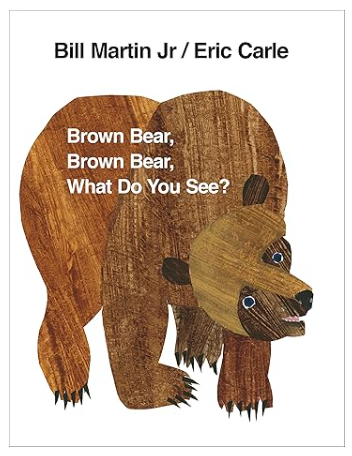 Bill Martin Jr / Eric Carle
Brown Bear,
Brown Bear,
What Do You See?